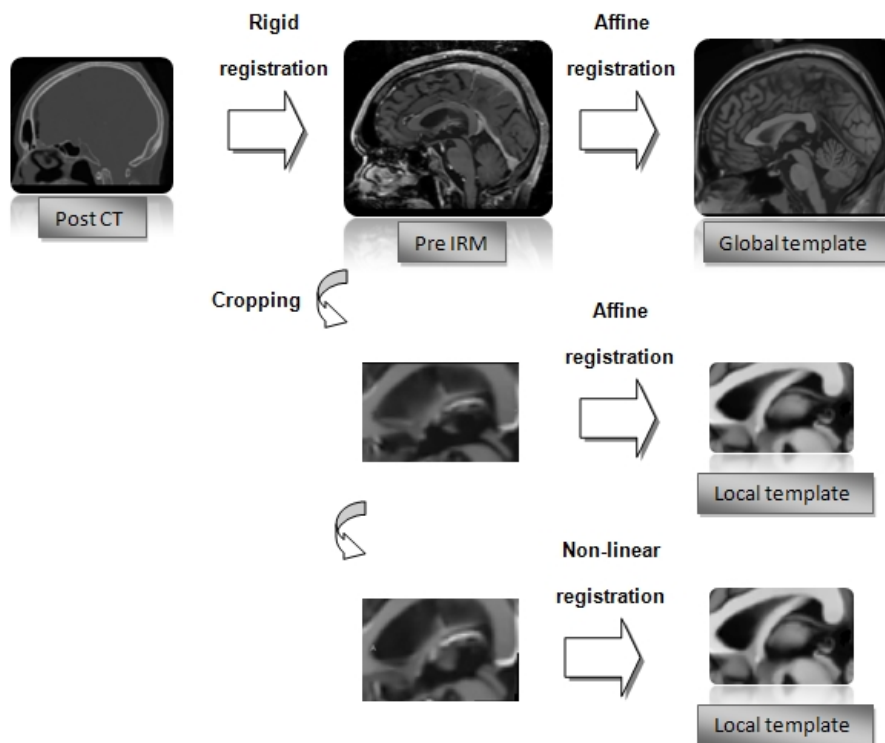 Rigid
registration
Affine
registration
Post CT
Pre IRM
Global template
Cropping
Affine
registration
Local template
Non-linear
registration
A
Local template